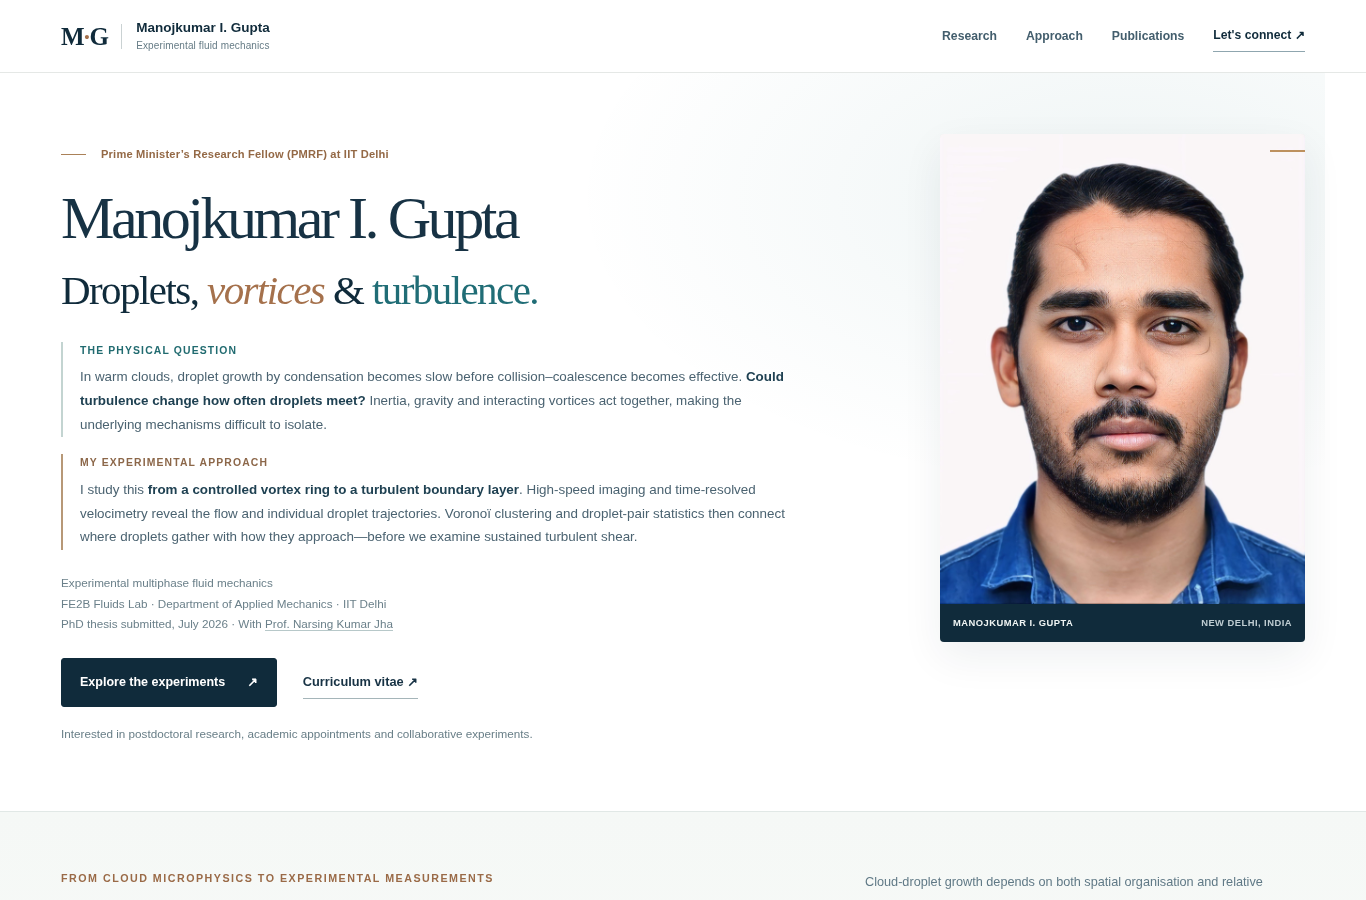 M·G
Manojkumar I. Gupta
Experimental fluid mechanics
Research
Approach
Publications
Let's connect ↗
Prime Minister's Research Fellow (PMRF) at IIT Delhi
Manojkumar I. Gupta
Droplets, vortices & turbulence.
THE PHYSICAL QUESTION
In warm clouds, droplet growth by condensation becomes slow before collision–coalescence becomes effective. Could
turbulence change how often droplets meet? Inertia, gravity and interacting vortices act together, making the
underlying mechanisms difficult to isolate.
MY EXPERIMENTAL APPROACH
I study this from a controlled vortex ring to a turbulent boundary layer. High-speed imaging and time-resolved
velocimetry reveal the flow and individual droplet trajectories. Voronoï clustering and droplet-pair statistics then connect
where droplets gather with how they approach—before we examine sustained turbulent shear.
Experimental multiphase fluid mechanics
FE2B Fluids Lab · Department of Applied Mechanics · IIT Delhi
PhD thesis submitted, July 2026 · With Prof. Narsing Kumar Jha
Explore the experiments ↗
Curriculum vitae ↗
Interested in postdoctoral research, academic appointments and collaborative experiments.
MANOJKUMAR I. GUPTA
NEW DELHI, INDIA
FROM CLOUD MICROPHYSICS TO EXPERIMENTAL MEASUREMENTS
Cloud-droplet growth depends on both spatial organisation and relative